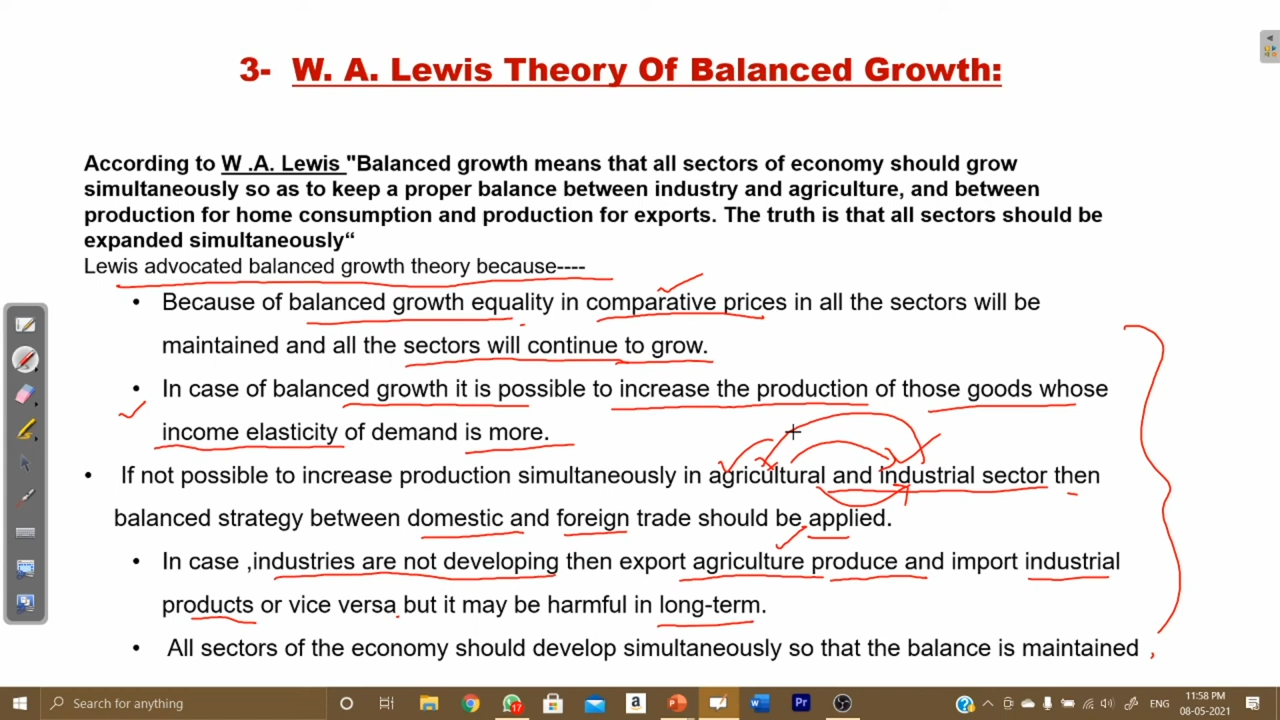 3- W. A. Lewis Theory Of Balanced Growth:
According to W .A. Lewis "Balanced growth means that all sectors of economy should grow
simultaneously so as to keep a proper balance between industry and agriculture, and between
production for home consumption and production for exports. The truth is that all sectors should be
expanded simultaneously“
Lewis advocated balanced growth theory because----
• Because of balanced growth equality in comparative prices in all the sectors will be
maintained and all the sectors will continue to grow.
• In case of balanced growth it is possible to increase the production of those goods whose
income elasticity of demand is more.
• If not possible to increase production simultaneously in agricultural and industrial sector then
balanced strategy between domestic and foreign trade should be applied.
• In case ,industries are not developing then export agriculture produce and import industrial
products or vice versa but it may be harmful in long-term.
• All sectors of the economy should develop simultaneously so that the balance is maintained
Search for anything
17
a
P
W
Pr
ENG
11:58 PM
08-05-2021